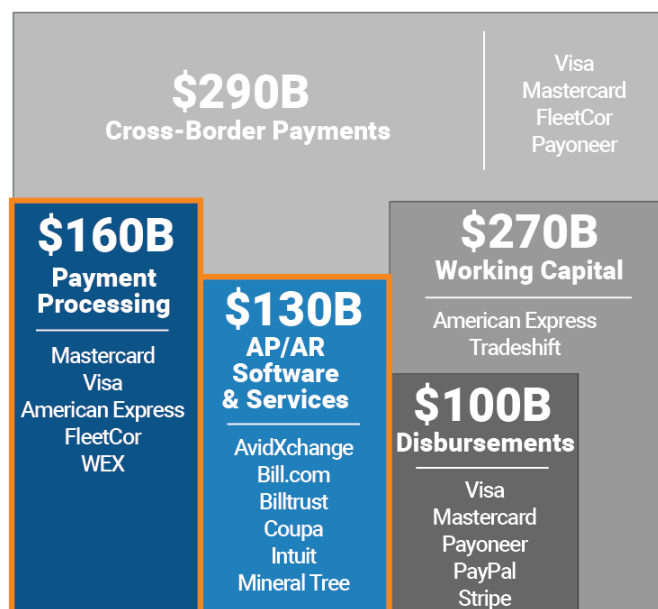 $290B
Cross-Border Payments
Visa
Mastercard
FleetCor
Payoneer
$160B
Payment
Processing
Mastercard
Visa
American Express
FleetCor
WEX
$130B
AP/AR
Software
& Services
AvidXchange
Bill.com
Billtrust
Coupa
Intuit
Mineral Tree
$270B
Working Capital
American Express
Tradeshift
$100B
Disbursements
Visa
Mastercard
Payoneer
PayPal
Stripe